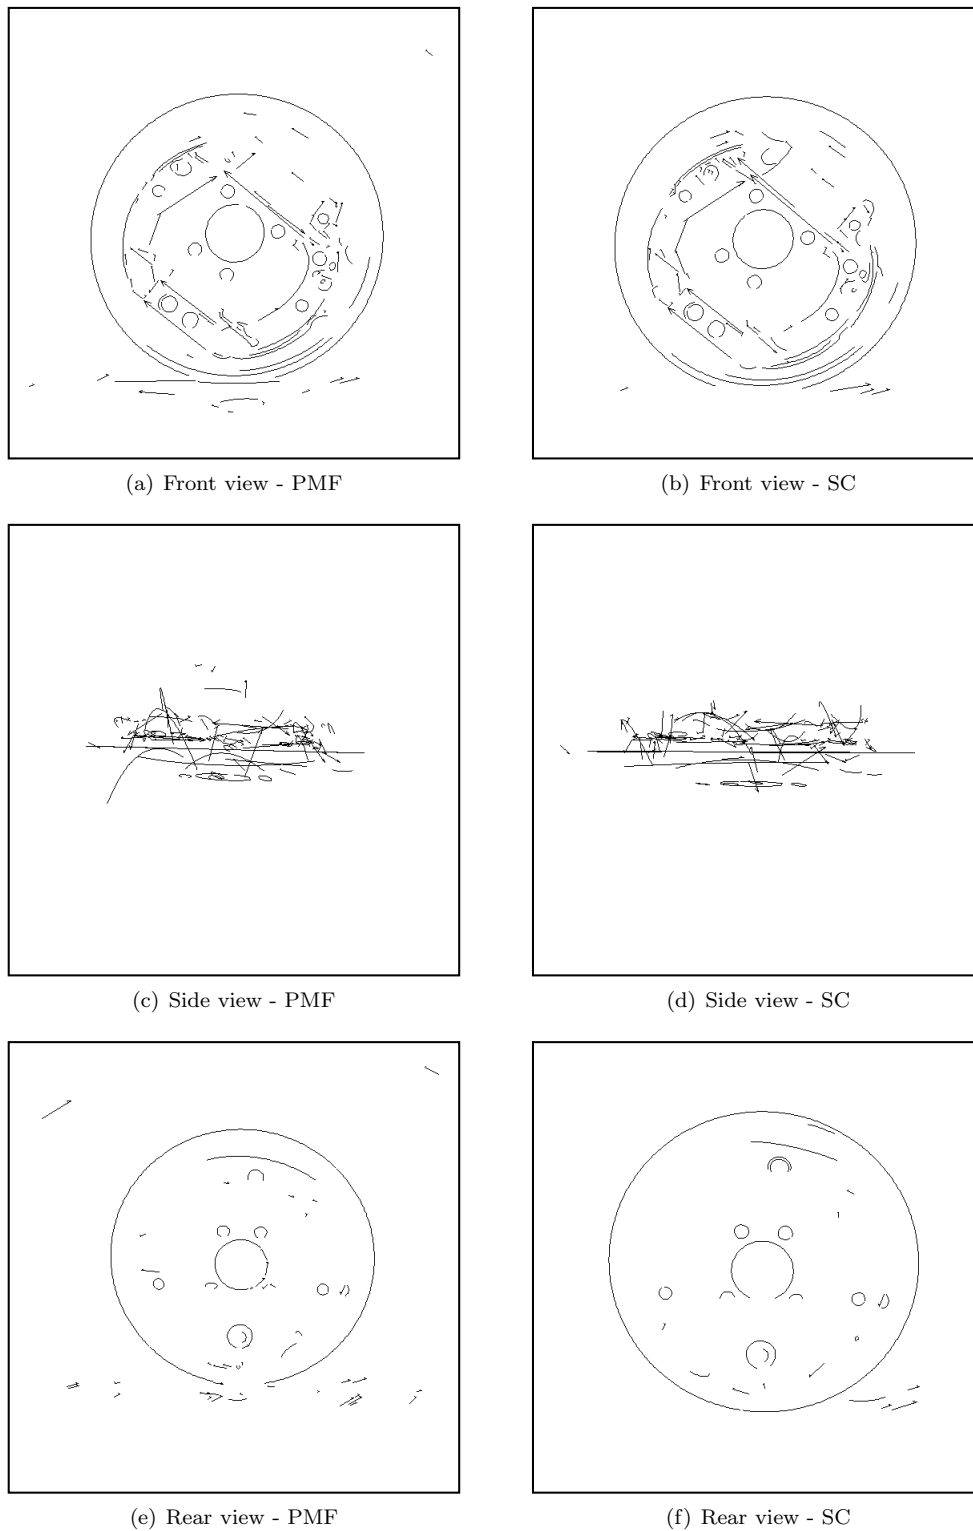 (a) Front view - PMF
(b) Front view - SC
(c) Side view - PMF
(d) Side view - SC
(e) Rear view - PMF
(f) Rear view - SC